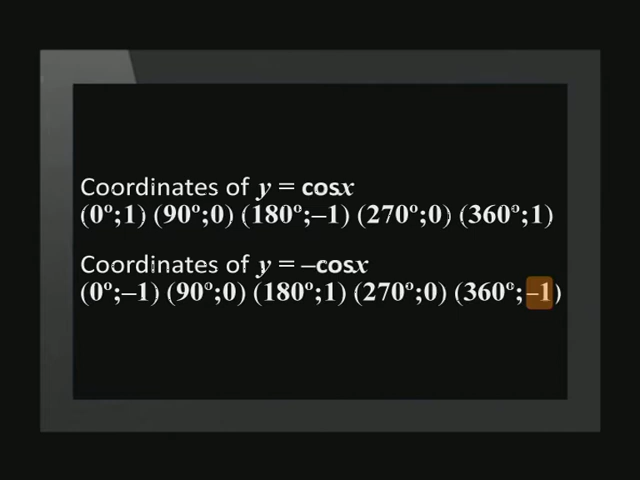 Coordinates of y = cosx
(0º;1) (90º;0) (180º;–1) (270º;0) (360º;1)
Coordinates of y = –cosx
(0º;–1) (90º;0) (180º;1) (270º;0) (360º;–1)